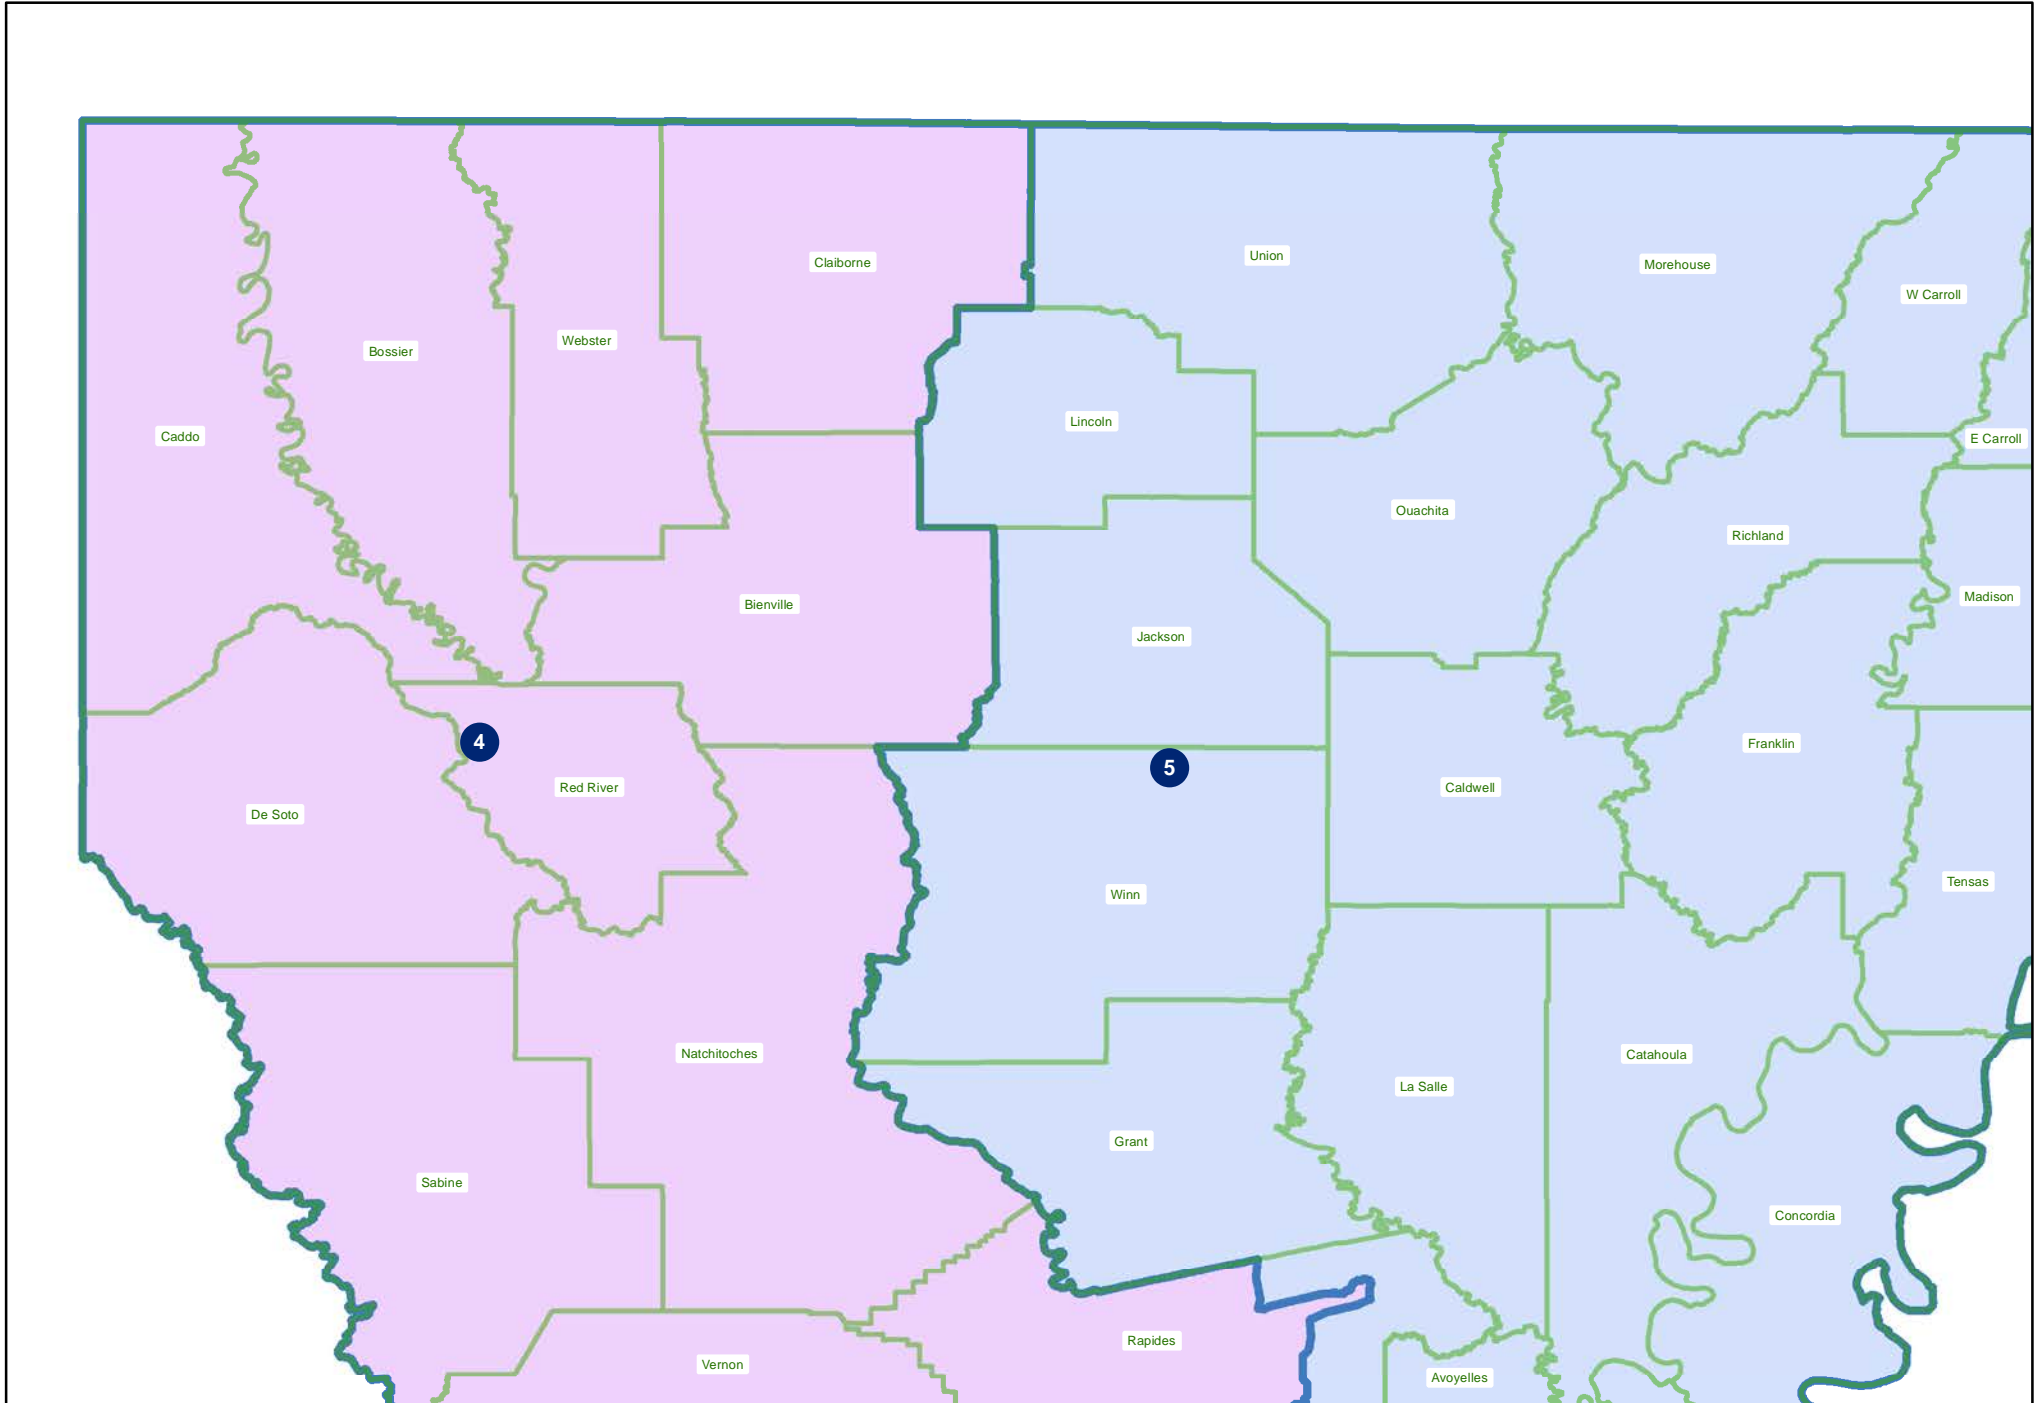 Union
Claiborne
Morehouse
W Carroll
Webster
Bossier
Lincoln
Caddo
E Carroll
Ouachita
Richland
Madison
Bienville
Jackson
4
Franklin
5
Red River
Caldwell
De Soto
Tensas
Winn
Natchitoches
Catahoula
La Salle
Grant
Sabine
Concordia
Rapides
Vernon
Avoyelles